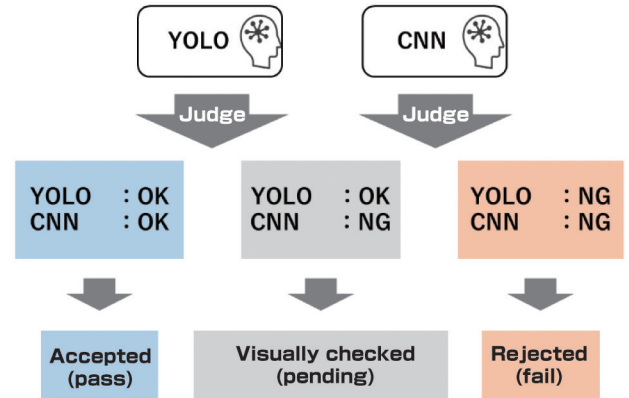 YOLO
CNN
Judge
Judge
YOLO : OK
CNN : OK
YOLO : OK
CNN : NG
YOLO : NG
CNN : NG
Accepted
(pass)
Visually checked
(pending)
Rejected
(fail)